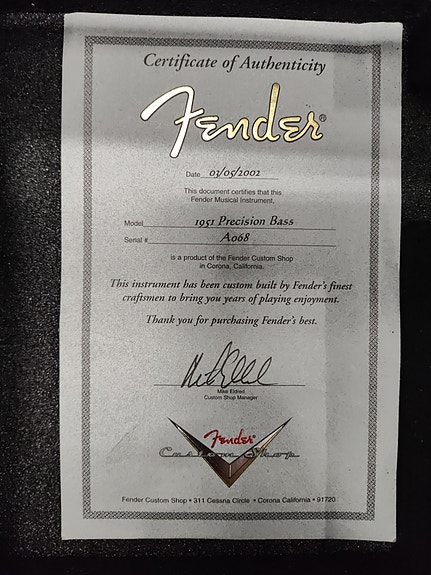 Certificate of Authenticity
Fender®
Date 03/05/2002
This document certifies that this
Fender Musical Instrument,
Model 1951 Precision Bass
Serial # A068
is a product of the Fender Custom Shop
in Corona, California.
This instrument has been custom built by Fender's finest
craftsmen to bring you years of playing enjoyment.
Thank you for purchasing Fender's best.
Mike Eldred
Mike Eldred
Custom Shop Manager
Fender®
Custom Shop
Fender Custom Shop • 311 Cessna Circle • Corona California • 91720